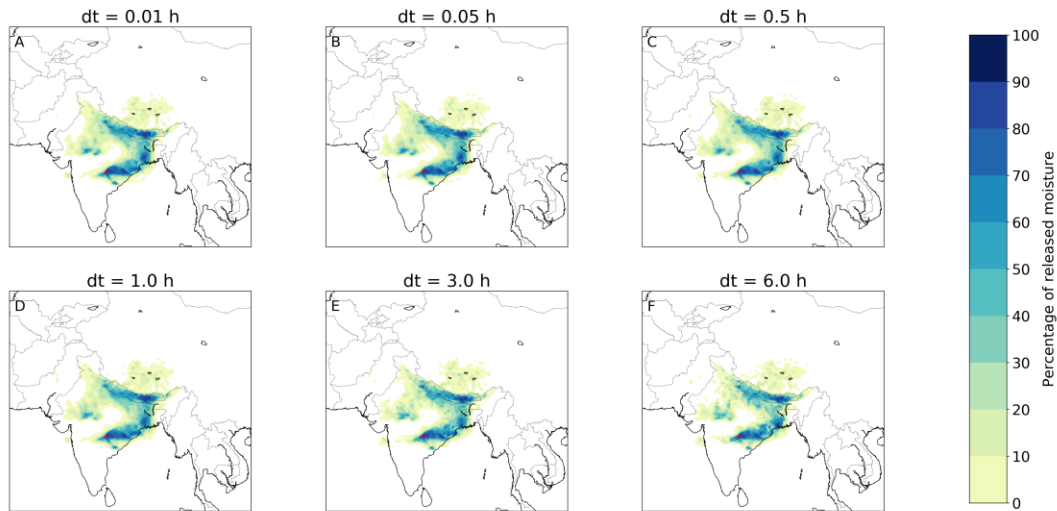 dt = 0.01 h
dt = 0.05 h
dt = 0.5 h
A
B
C
dt = 1.0 h
dt = 3.0 h
dt = 6.0 h
D
E
F
100
90
80
70
60
50
40
30
20
10
0
Percentage of released moisture